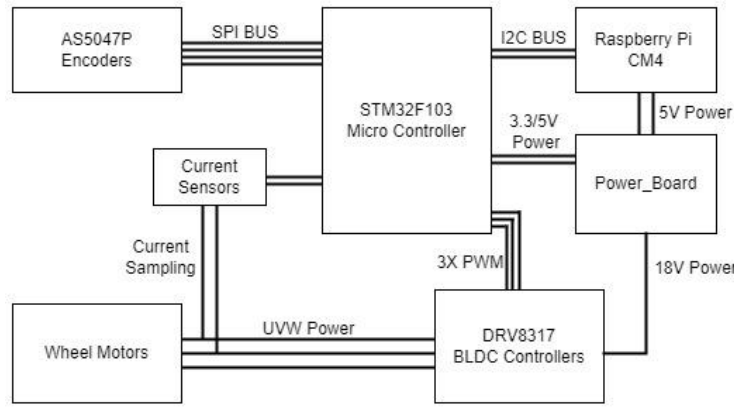 AS5047P
Encoders
SPI BUS
STM32F103
Micro Controller
I2C BUS
Raspberry Pi
CM4
5V Power
3.3/5V
Power
Power_Board
Current
Sensors
Current
Sampling
3X PWM
18V Power
Wheel Motors
UVW Power
DRV8317
BLDC Controllers